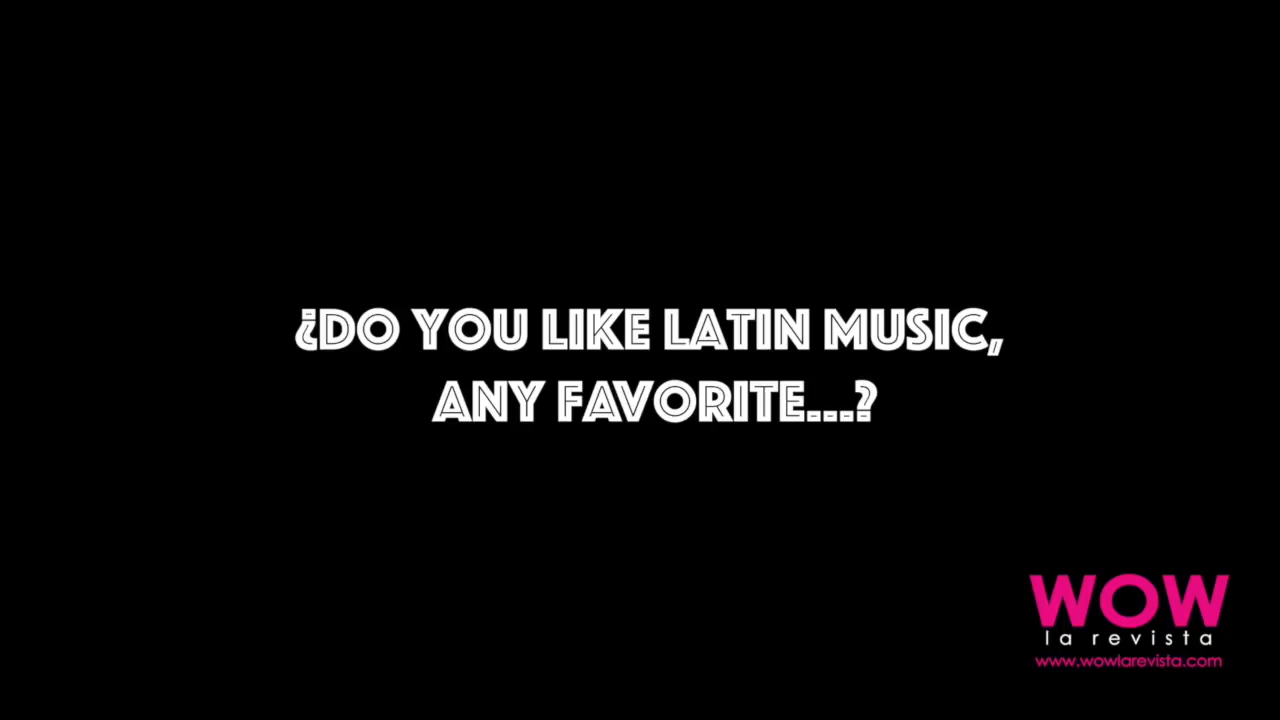 ¿DO YOU LIKE LATIN MUSIC,
ANY FAVORITE...?
WOW
la revista
www.wowlarevista.com